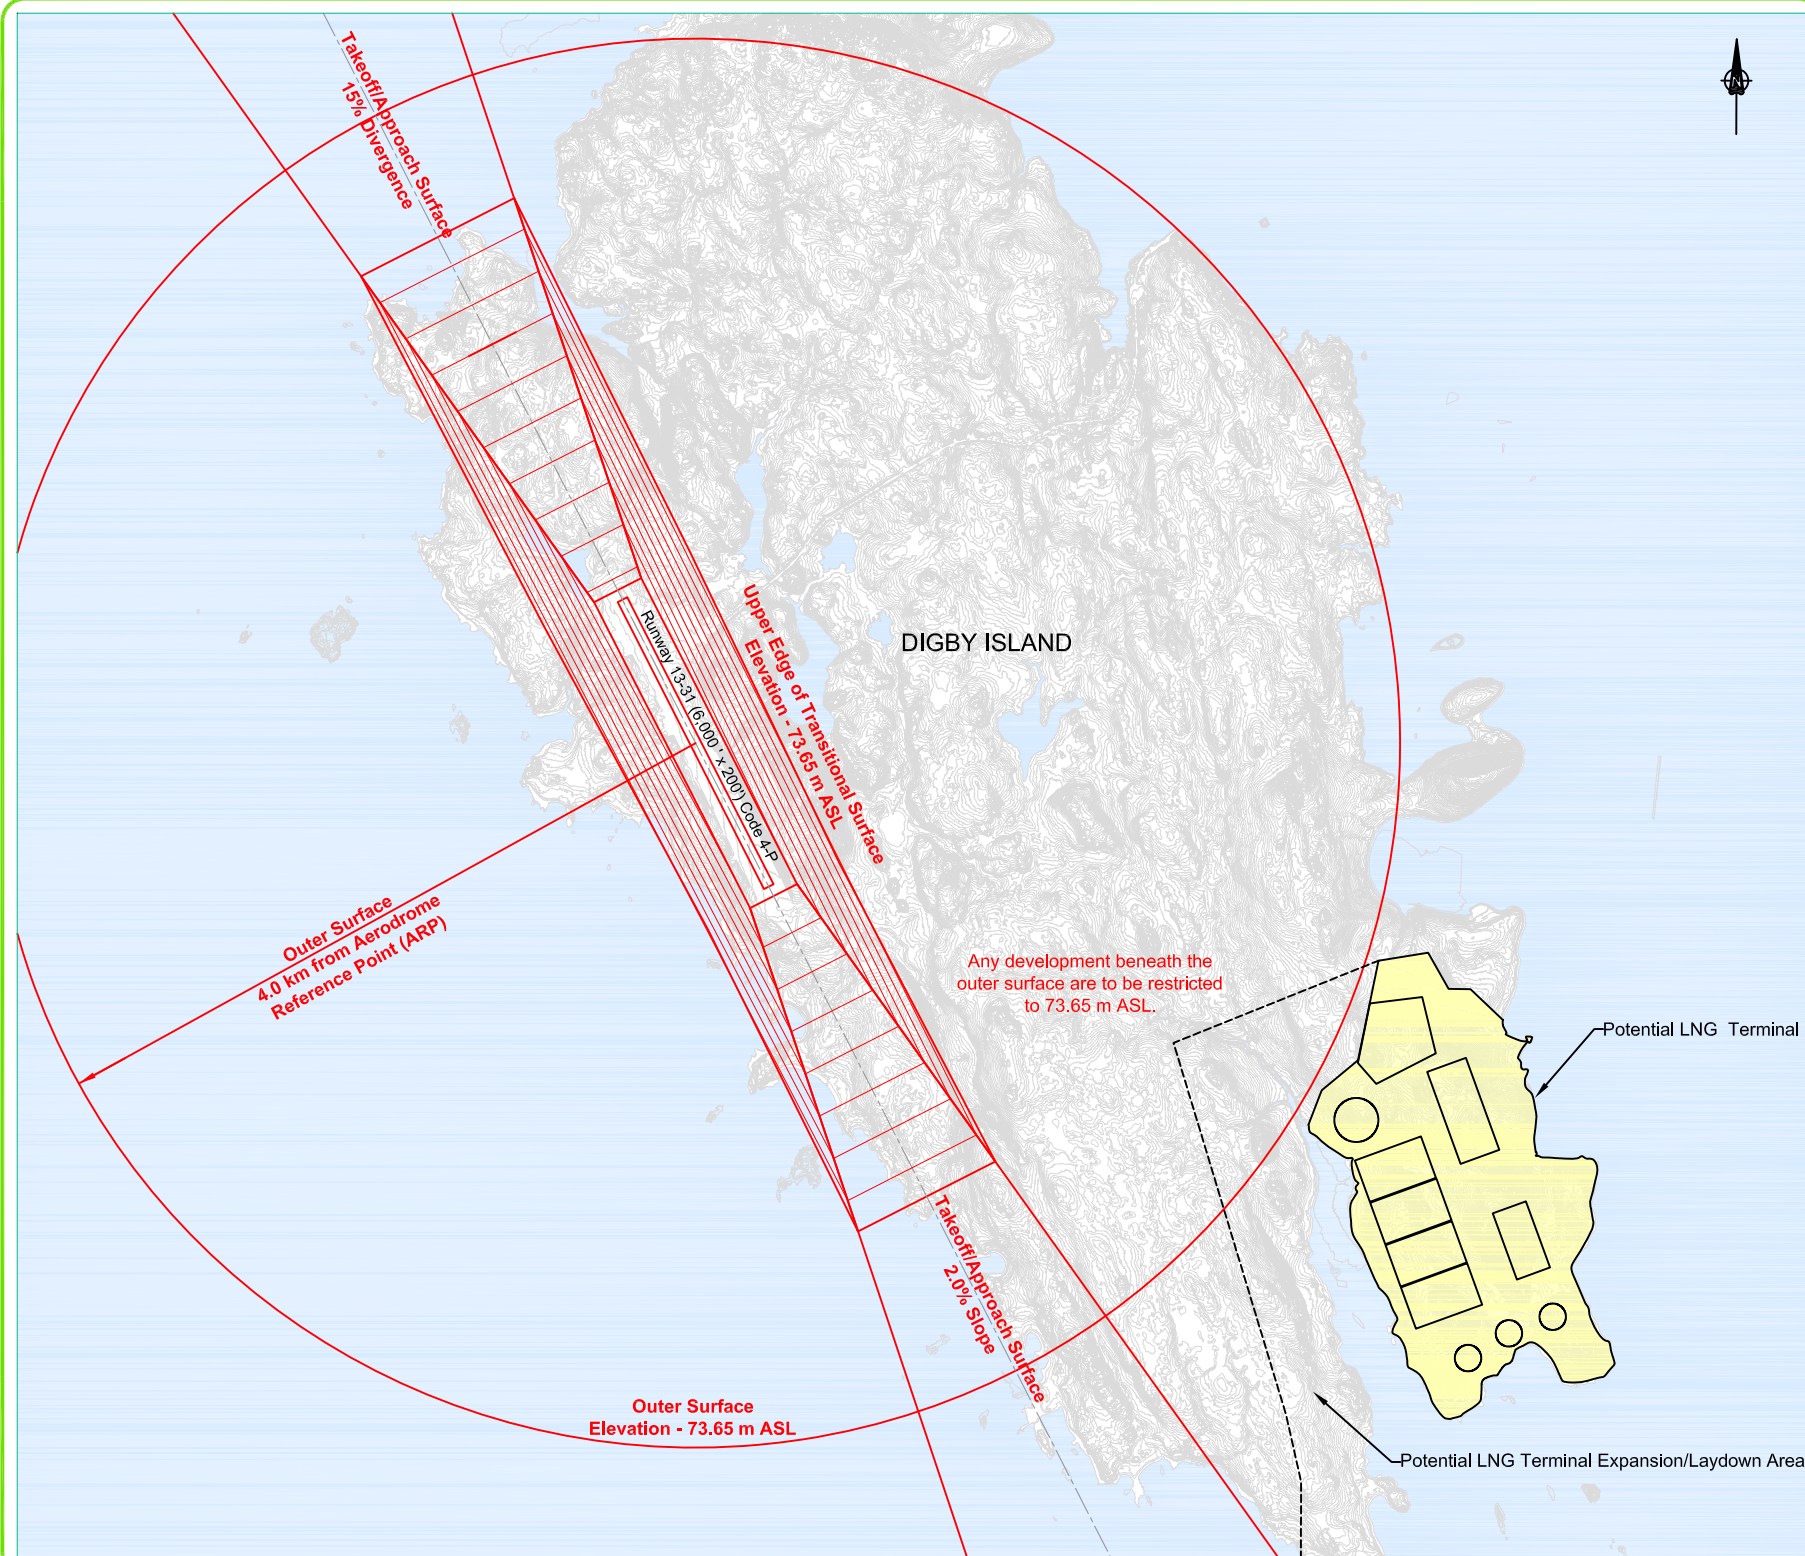 Takeoff/Approach Surface
15% Divergence
N
Runway 13-31 (6,000 ' x 200') Code 4-P
Upper Edge of Transitional Surface
Elevation - 73.65 m ASL
DIGBY ISLAND
Outer Surface
4.0 km from Aerodrome
Reference Point (ARP)
Any development beneath the
outer surface are to be restricted
to 73.65 m ASL.
Potential LNG Terminal
Takeoff/Approach Surface
2.0% Slope
Outer Surface
Elevation - 73.65 m ASL
Potential LNG Terminal Expansion/Laydown Area